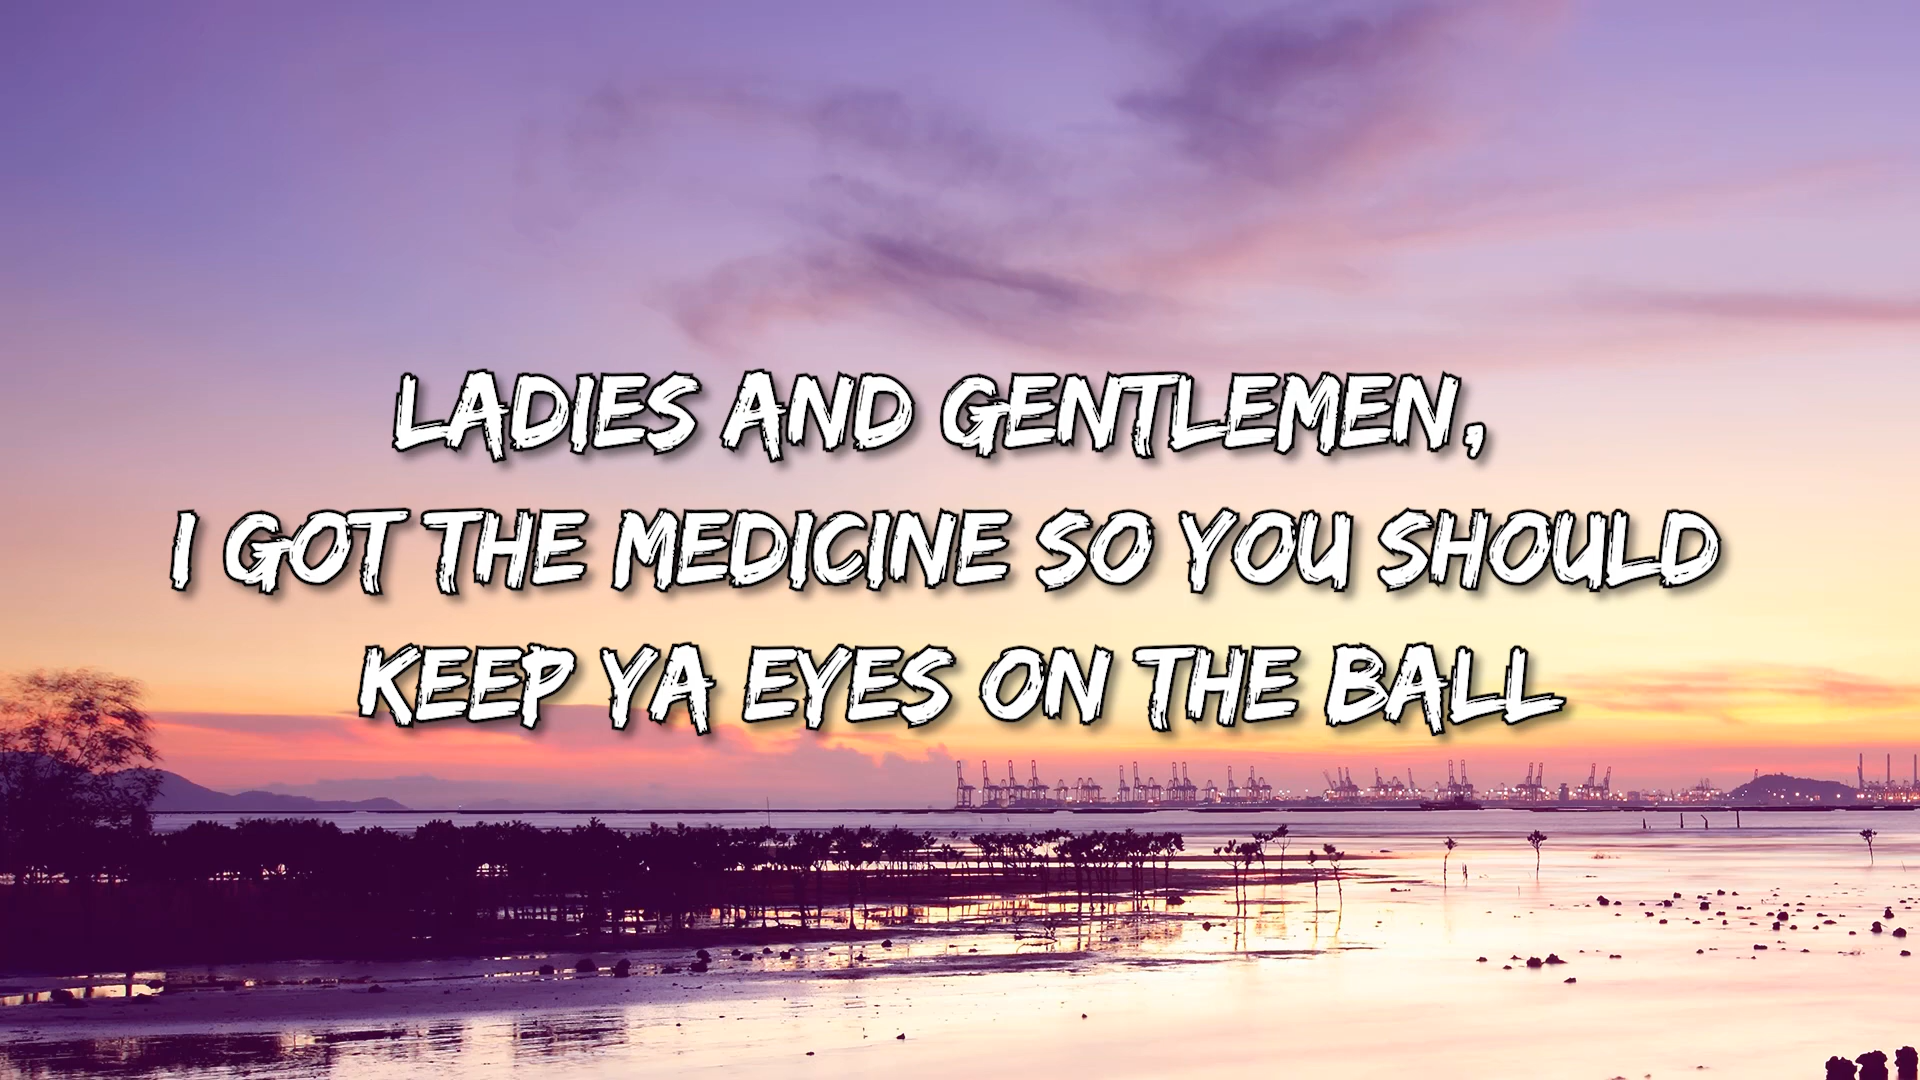 LADIES AND GENTLEMEN,
I GOT THE MEDICINE SO YOU SHOULD
KEEP YA EYES ON THE BALL